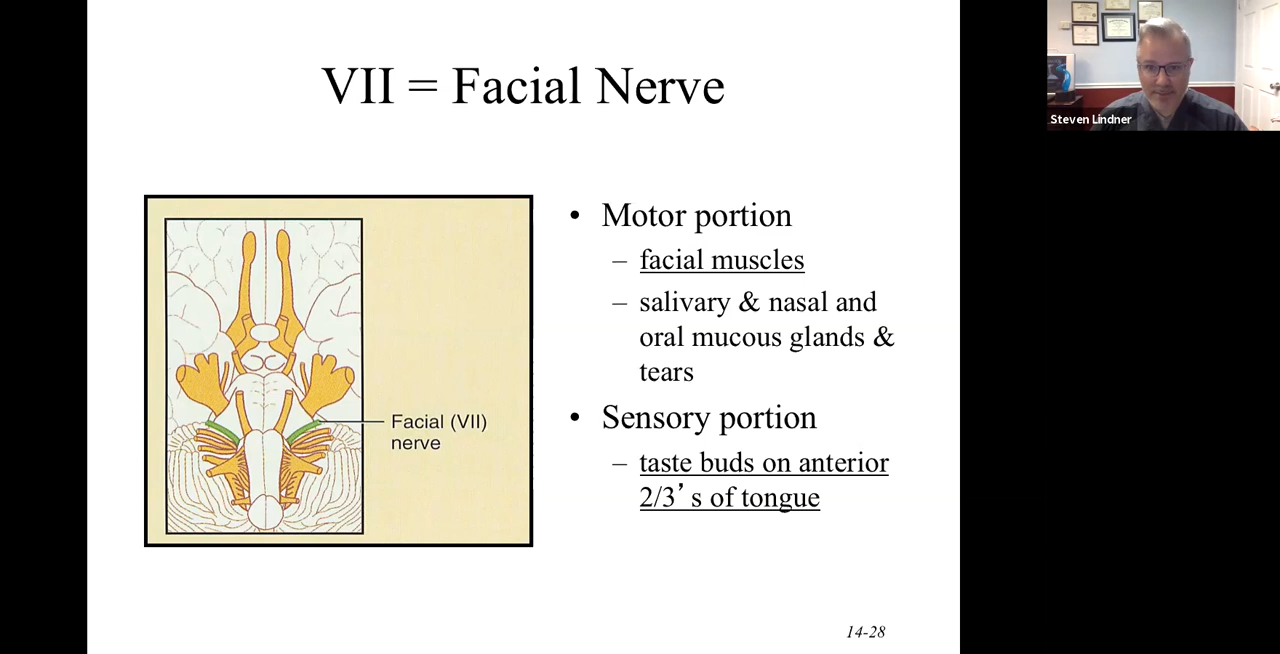 VII = Facial Nerve
Steven Lindner
• Motor portion
– facial muscles
– salivary & nasal and
oral mucous glands &
tears
• Sensory portion
– taste buds on anterior
2/3’s of tongue
Facial (VII)
nerve
14-28